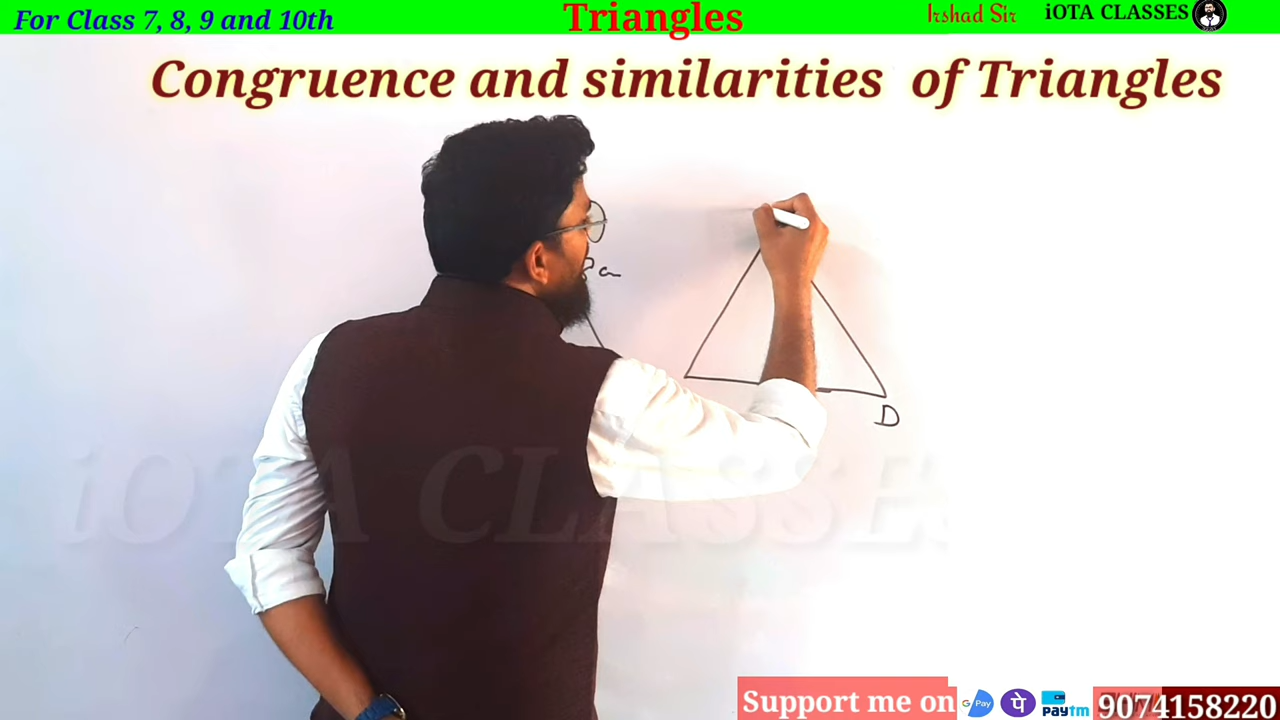 For Class 7, 8, 9 and 10th
Triangles
Irshad Sir
iOTA CLASSES
Congruence and similarities of Triangles
D
iOTA CLASSES
Support me on
G Pay
पे
paytm
9074158220